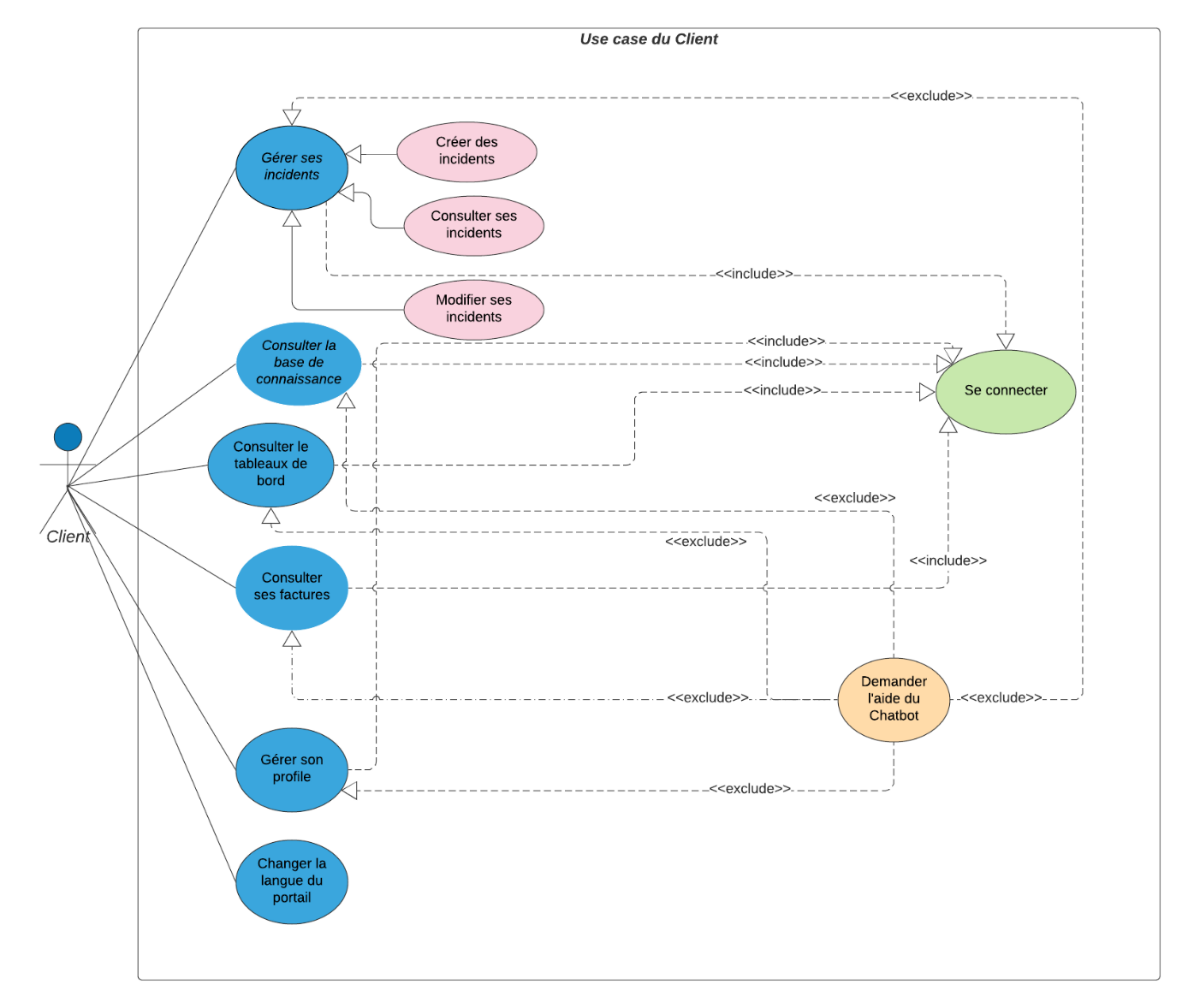 Use case du Client
<<exclude>>
Créer des
incidents
Gérer ses
incidents
Consulter ses
incidents
<<include>>
Modifier ses
incidents
<<include>>
Consulter la
base de
connaissance
<<include>>
<<include>>
Se connecter
Consulter le
tableaux de
bord
<<exclude>>
Client
<<exclude>>
<<include>>
Consulter
ses factures
Demander
l'aide du
Chatbot
<<exclude>>
<<exclude>>
Gérer son
profile
<<exclude>>
Changer la
langue du
portail